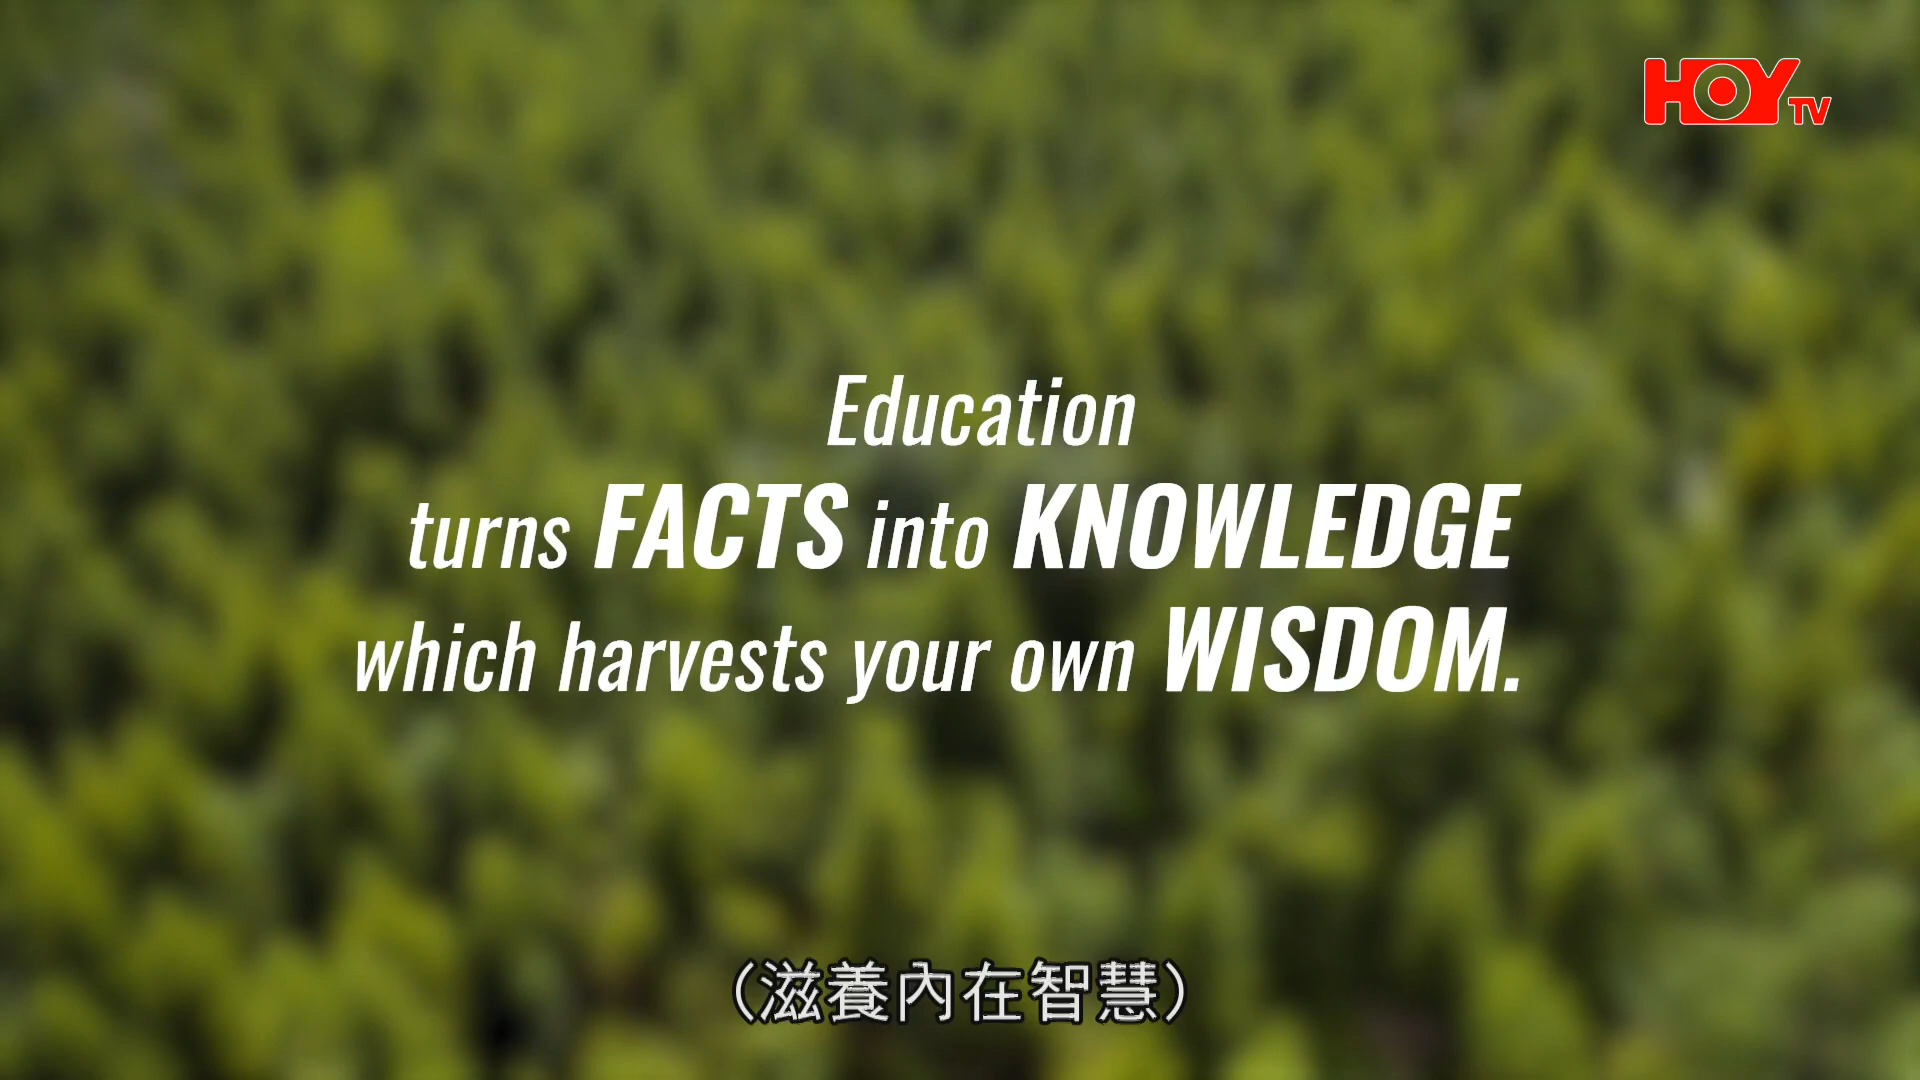 HOY TV
Education
turns FACTS into KNOWLEDGE
which harvests your own WISDOM.
（滋養內在智慧）